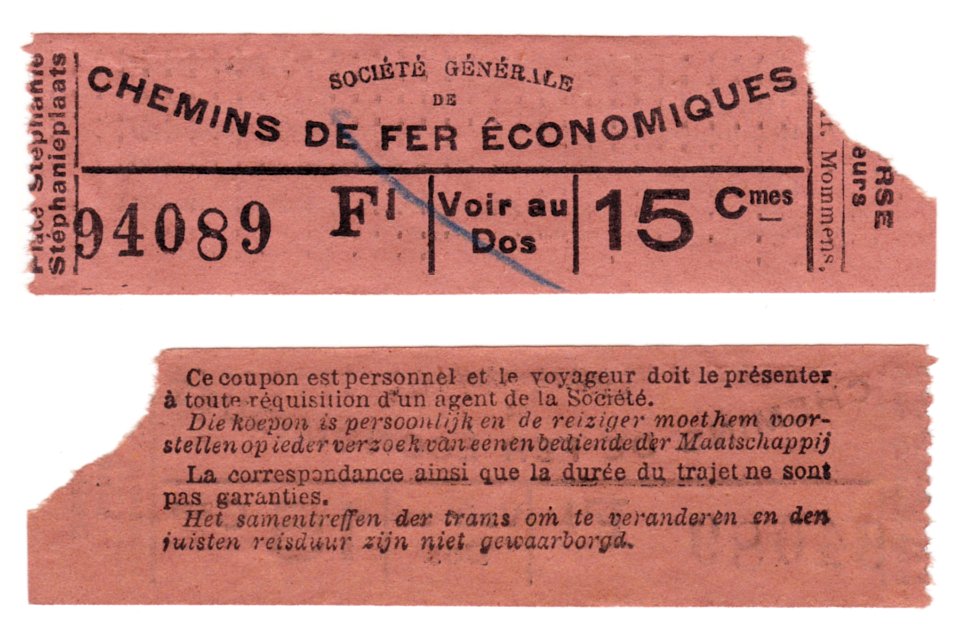 Place Stéphanie
Stéphanieplaats
SOCIÉTÉ GÉNÉRALE
DE
CHEMINS DE FER ÉCONOMIQUES
94089
F1
Voir au
Dos
15 Cmes
Monnmens,
RSE
eurs
Ce coupon est personnel et le voyageur doit le présenter
à toute réquisition d'un agent de la Société.
Die koepon is persoonlijk en de reiziger moet hem voor-
stellen op ieder verzoek van eenen bediende der Maatschappij
La correspondance ainsi que la durée du trajet ne sont
pas garanties.
Het samentreffen der trams om te veranderen en den
juisten reisduur zijn niet gewaarborgd.